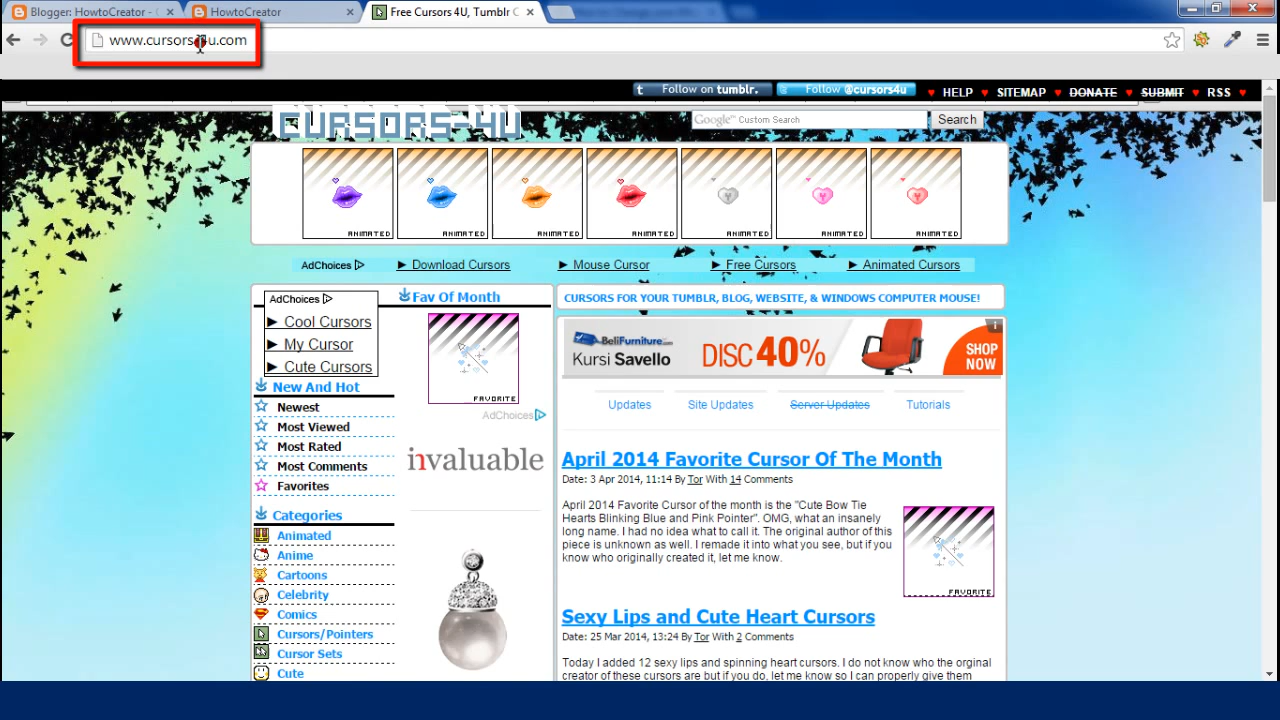 Blogger: HowtoCreator -
HowtoCreator
Free Cursors 4U, Tumblr C
www.cursors-4u.com
Follow on tumblr.
Follow @cursors4u
♥ HELP ♥ SITEMAP ♥ DONATE ♥ SUBMIT ♥ RSS ♥
CURSORS-4U
Google™ Custom Search
Search
ANIMATED
ANIMATED
ANIMATED
ANIMATED
ANIMATED
ANIMATED
ANIMATED
AdChoices
► Download Cursors
► Mouse Cursor
► Free Cursors
► Animated Cursors
AdChoices
► Cool Cursors
► My Cursor
► Cute Cursors
New And Hot
Newest
Most Viewed
Most Rated
Most Comments
Favorites
Categories
Animated
Anime
Cartoons
Celebrity
Comics
Cursors/Pointers
Cursor Sets
Cute
Fav Of Month
FAVORITE
AdChoices
invaluable
CURSORS FOR YOUR TUMBLR, BLOG, WEBSITE, & WINDOWS COMPUTER MOUSE!
BeliFurniture.com
Kursi Savello
DISC 40%
SHOP
NOW
Updates
Site Updates
Server Updates
Tutorials
April 2014 Favorite Cursor Of The Month
Date: 3 Apr 2014, 11:14 By Tor With 14 Comments
April 2014 Favorite Cursor of the month is the "Cute Bow Tie
Hearts Blinking Blue and Pink Pointer". OMG, what an insanely
long name. I had no idea what to call it. The original author of this
piece is unknown as well. I remade it into what you see, but if you
know who originally created it, let me know.
FAVORITE
Sexy Lips and Cute Heart Cursors
Date: 25 Mar 2014, 13:24 By Tor With 2 Comments
Today I added 12 sexy lips and spinning heart cursors. I do not know who the orginal
creator of these cursors are but if you do, let me know so I can properly give them